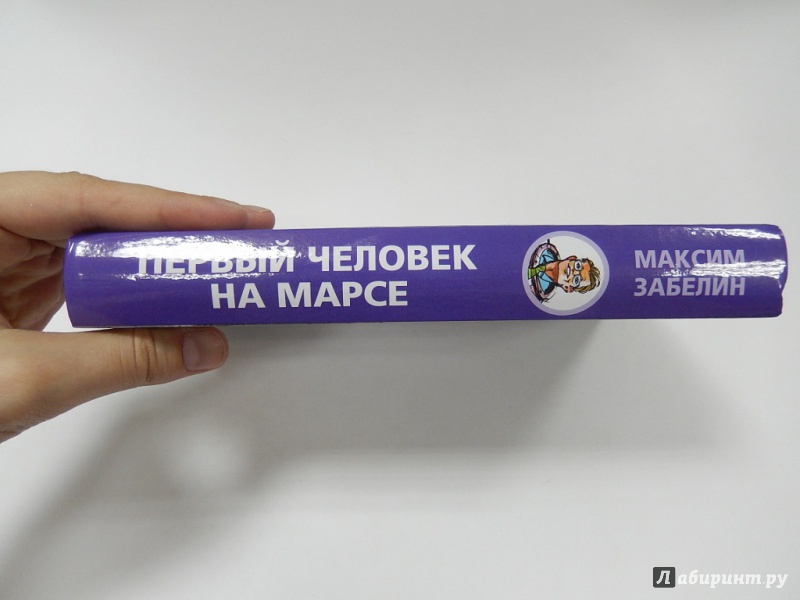 ПЕРВЫЙ ЧЕЛОВЕК
НА МАРСЕ
МАКСИМ
ЗАБЕЛИН
Лабиринт.ру